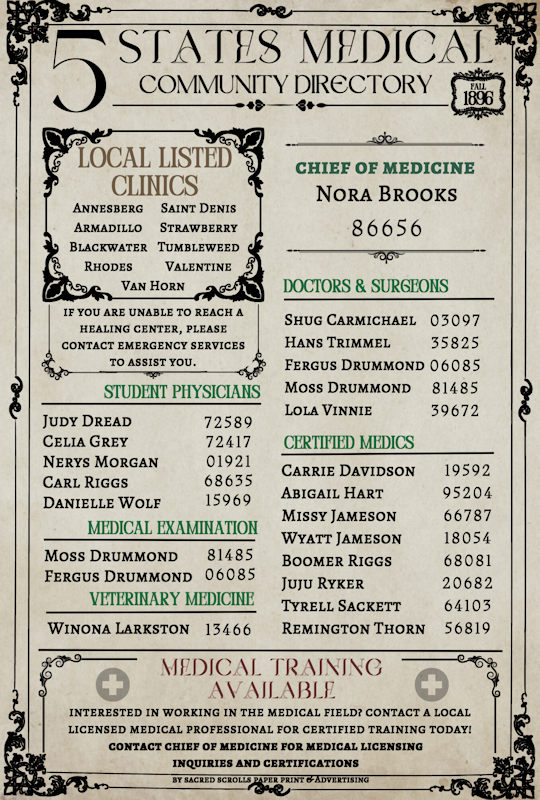 5 STATES MEDICAL
COMMUNITY DIRECTORY
FALL
1896
LOCAL LISTED
CLINICS
ANNESBERG SAINT DENIS
ARMADILLO STRAWBERRY
BLACKWATER TUMBLEWEED
RHODES VALENTINE
VAN HORN
IF YOU ARE UNABLE TO REACH A
HEALING CENTER, PLEASE
CONTACT EMERGENCY SERVICES
TO ASSIST YOU.
STUDENT PHYSICIANS
JUDY DREAD 72589
CELIA GREY 72417
NERYS MORGAN 01921
CARL RIGGS 68635
DANIELLE WOLF 15969
MEDICAL EXAMINATION
MOSS DRUMMOND 81485
FERGUS DRUMMOND 06085
VETERINARY MEDICINE
WINONA LARKSTON 13466
CHIEF OF MEDICINE
NORA BROOKS
86656
DOCTORS & SURGEONS
SHUG CARMICHAEL 03097
HANS TRIMMEL 35825
FERGUS DRUMMOND 06085
MOSS DRUMMOND 81485
LOLA VINNIE 39672
CERTIFIED MEDICS
CARRIE DAVIDSON 19592
ABIGAIL HART 95204
MISSY JAMESON 66787
WYATT JAMESON 18054
BOOMER RIGGS 68081
JUJU RYKER 20682
TYRELL SACKETT 64103
REMINGTON THORN 56819
MEDICAL TRAINING
AVAILABLE
INTERESTED IN WORKING IN THE MEDICAL FIELD? CONTACT A LOCAL
LICENSED MEDICAL PROFESSIONAL FOR CERTIFIED TRAINING TODAY!
CONTACT CHIEF OF MEDICINE FOR MEDICAL LICENSING
INQUIRIES AND CERTIFICATIONS
BY SACRED SCROLLS PAPER PRINT & ADVERTISING